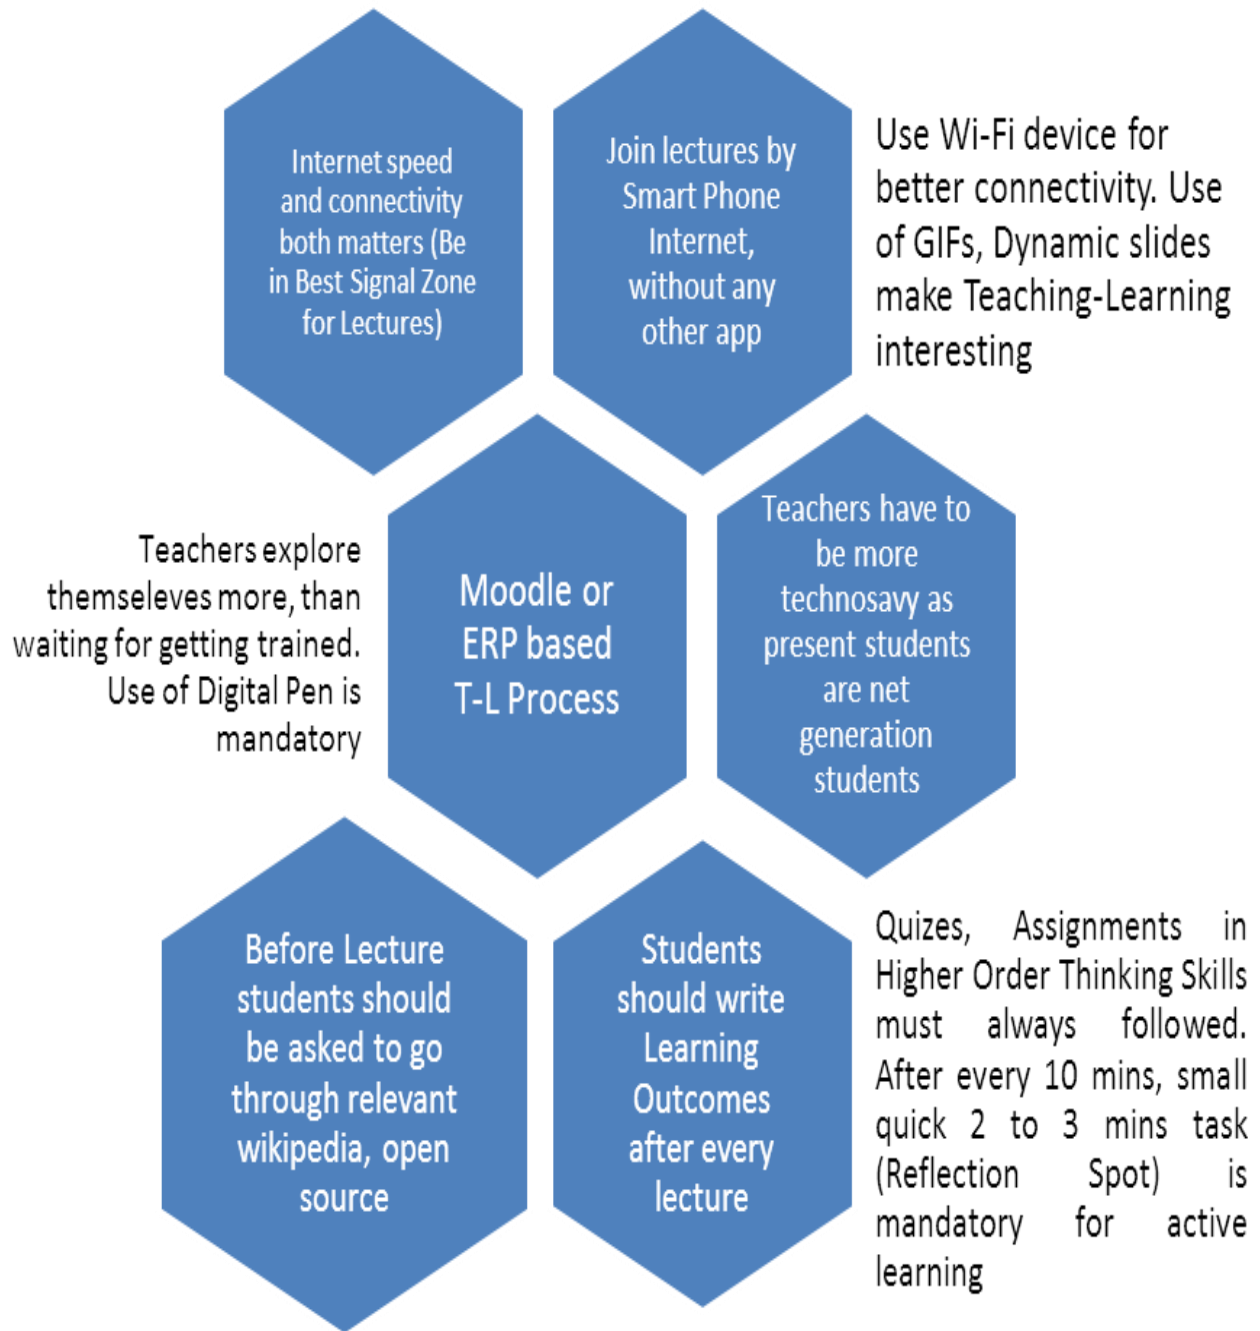 Internet speed
and connectivity
both matters (Be
in Best Signal Zone
for Lectures)
Join lectures by
Smart Phone
Internet,
without any
other app
Use Wi-Fi device for
better connectivity. Use
of GIFs, Dynamic slides
make Teaching-Learning
interesting
Teachers explore
themseleves more, than
waiting for getting trained.
Use of Digital Pen is
mandatory
Moodle or
ERP based
T-L Process
Teachers have to
be more
technosavy as
present students
are net
generation
students
Before Lecture
students should
be asked to go
through relevant
wikipedia, open
source
Students
should write
Learning
Outcomes
after every
lecture
Quizes, Assignments in
Higher Order Thinking Skills
must always followed.
After every 10 mins, small
quick 2 to 3 mins task
(Reflection Spot) is
mandatory for active
learning